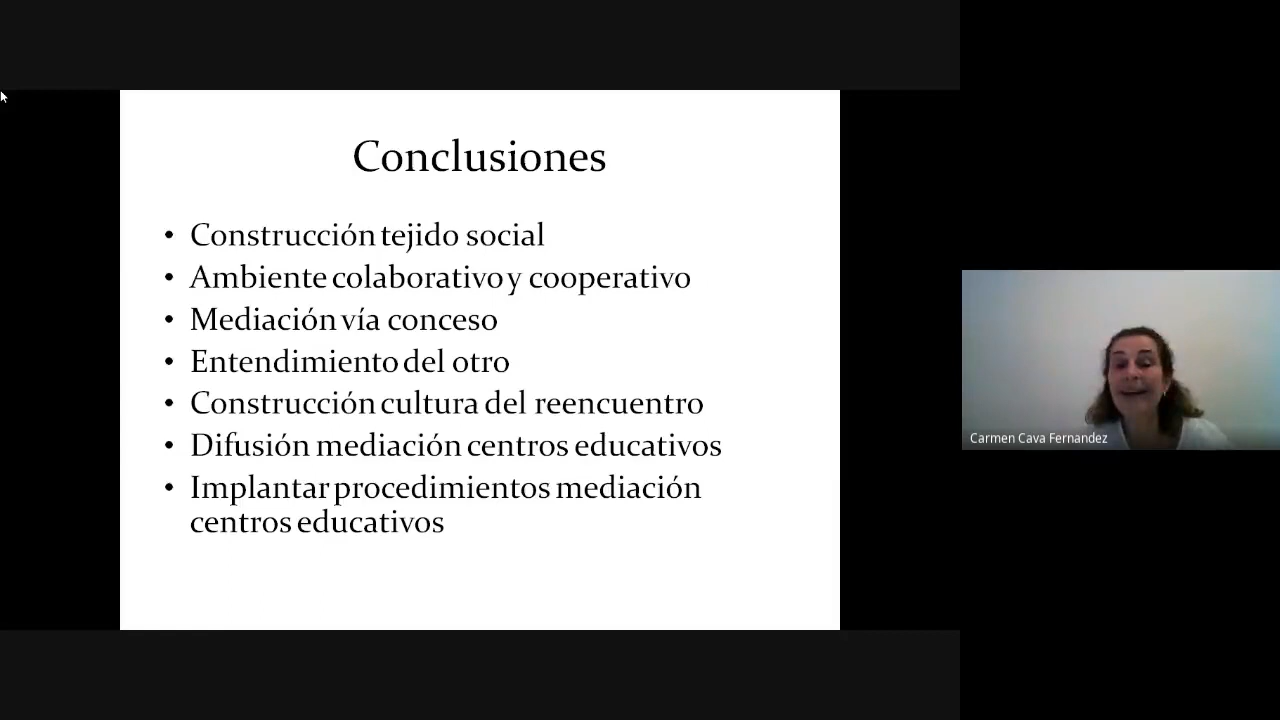 Conclusiones
• Construcción tejido social
• Ambiente colaborativo y cooperativo
• Mediación vía conceso
• Entendimiento del otro
• Construcción cultura del reencuentro
• Difusión mediación centros educativos
• Implantar procedimientos mediación
centros educativos
Carmen Cava Fernandez